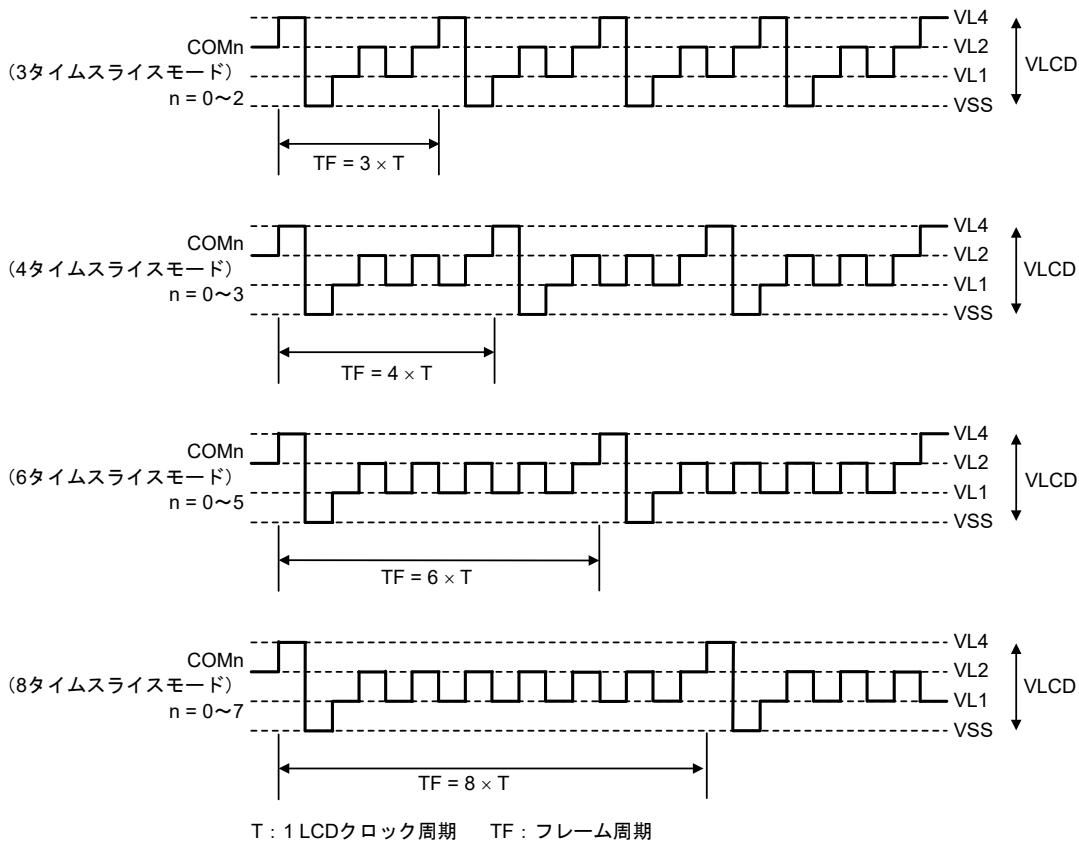 COMn
(3タイムスライスモード)
n = 0~2
VL4
VL2
VL1
VSS
VLCD
TF = 3 × T
COMn
(4タイムスライスモード)
n = 0~3
VL4
VL2
VL1
VSS
VLCD
TF = 4 × T
COMn
(6タイムスライスモード)
n = 0~5
VL4
VL2
VL1
VSS
VLCD
TF = 6 × T
COMn
(8タイムスライスモード)
n = 0~7
VL4
VL2
VL1
VSS
VLCD
TF = 8 × T
T：1 LCDクロック周期　TF：フレーム周期